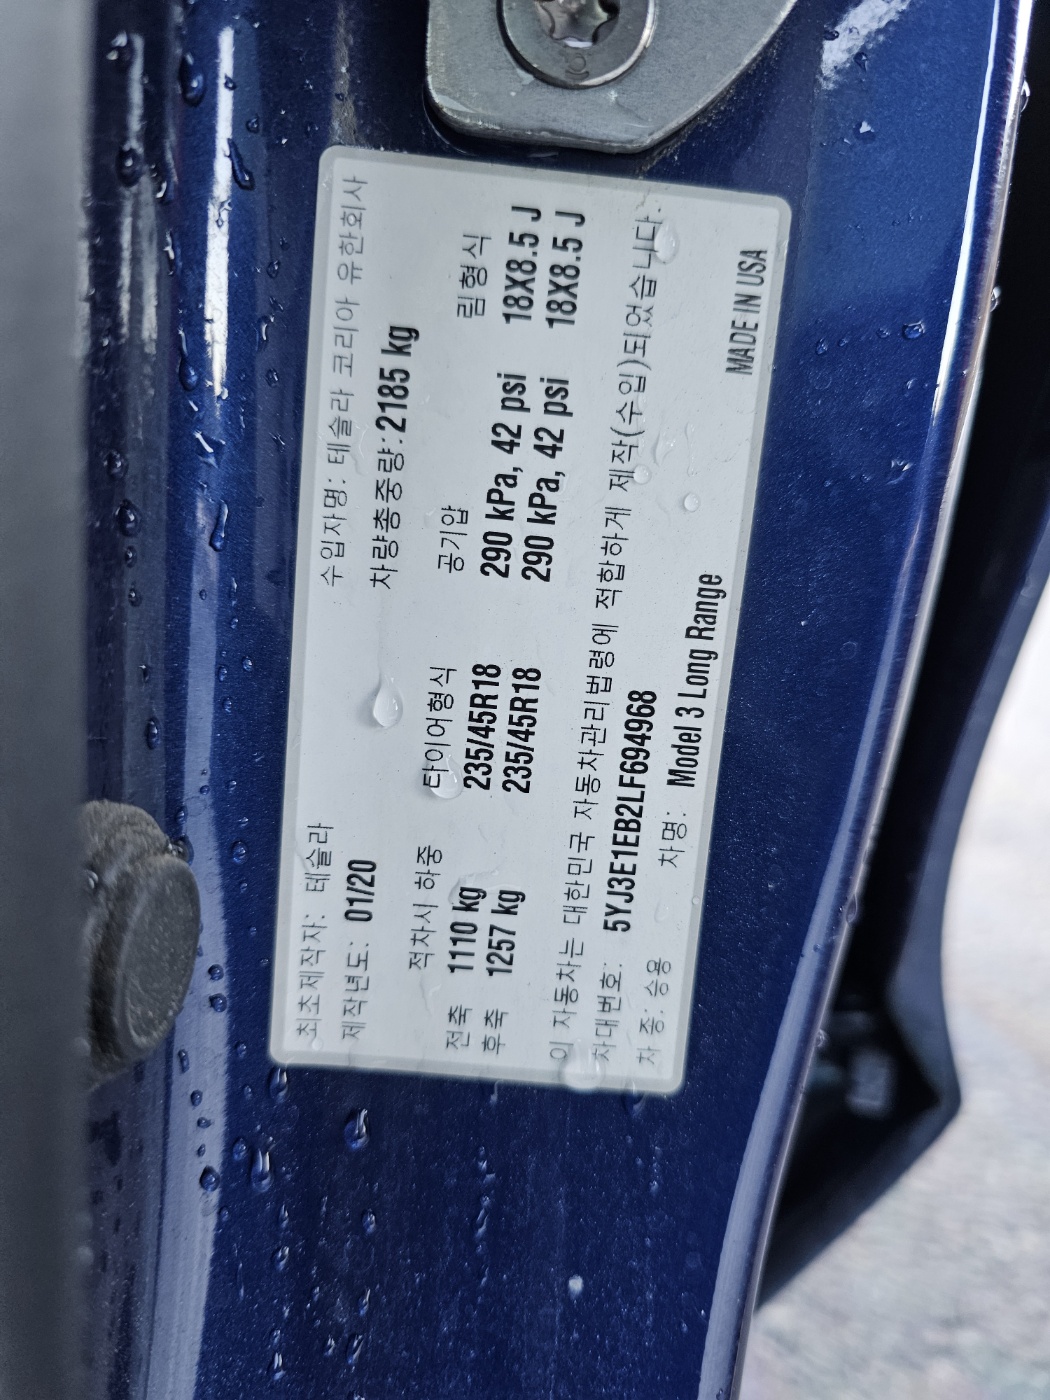 최초제작자: 테슬라 수입자명: 테슬라 코리아 유한회사
제작년도: 01/20 차량총중량: 2185 kg
적차시 하중 타이어형식 공기압 림형식
전축 1110 kg 235/45R18 290 kPa, 42 psi 18X8.5 J
후축 1257 kg 235/45R18 290 kPa, 42 psi 18X8.5 J
이 자동차는 대한민국 자동차관리법령에 적합하게 제작(수입)되었습니다.
차대번호: 5YJ3E1EB2LF694968
차 종: 승용 차명: Model 3 Long Range
MADE IN USA